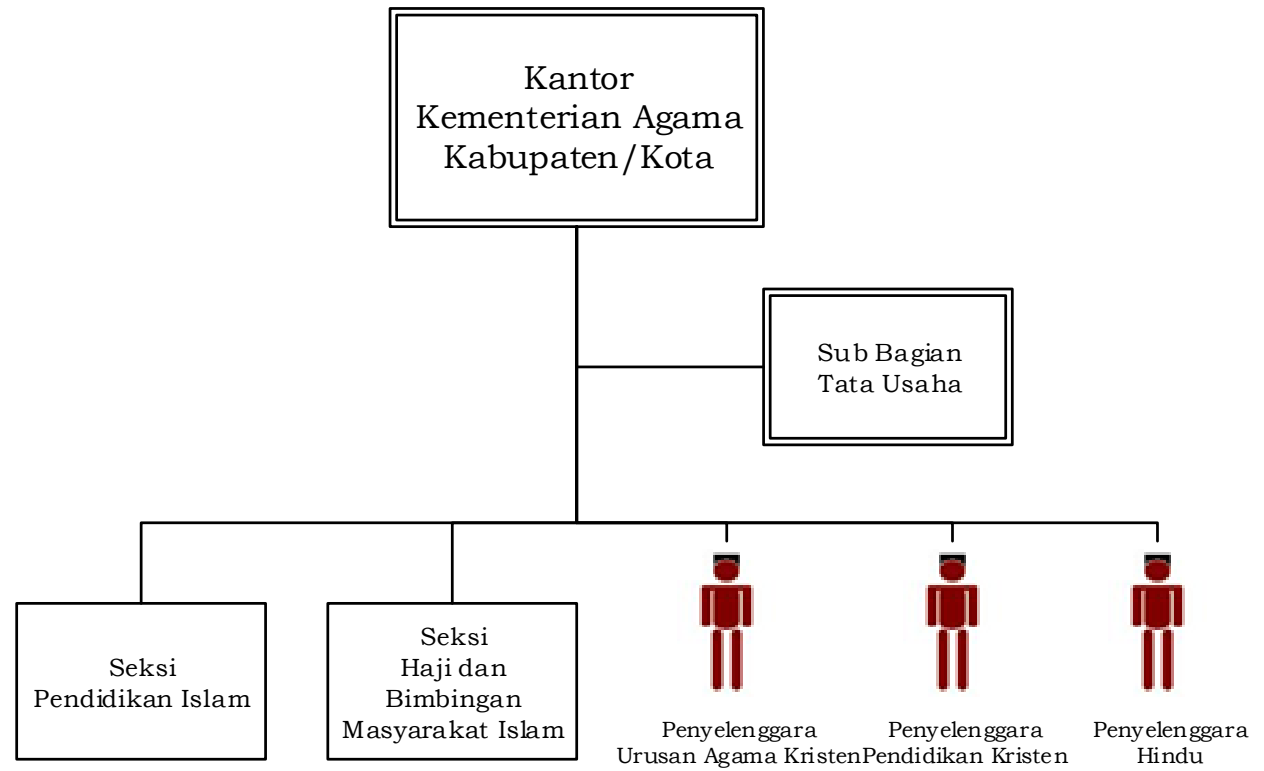 Kantor
Kementerian Agama
Kabupaten/Kota
Sub Bagian
Tata Usaha
Seksi
Pendidikan Islam
Seksi
Haji dan
Bimbingan
Masyarakat Islam
Penyelenggara
Urusan Agama Kristen
Penyelenggara
Pendidikan Kristen
Penyelenggara
Hindu